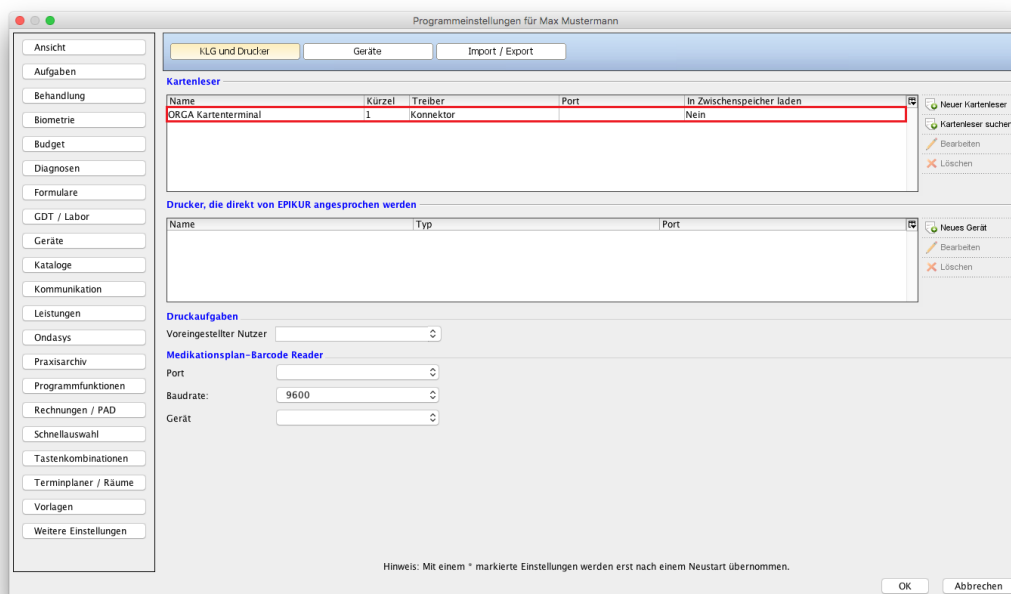 Programmeinstellungen für Max Mustermann
Ansicht
Aufgaben
Behandlung
Biometrie
Budget
Diagnosen
Formulare
GDT / Labor
Geräte
Kataloge
Kommunikation
Leistungen
Ondasys
Praxisarchiv
Programmfunktionen
Rechnungen / PAD
Schnellauswahl
Tastenkombinationen
Terminplaner / Räume
Vorlagen
Weitere Einstellungen
KLG und Drucker Geräte Import / Export
Kartenleser
Name Kürzel Treiber Port In Zwischenspeicher laden
ORGA Kartenterminal 1 Konnektor Nein
Neuer Kartenleser
Kartenleser suchen
Bearbeiten
Löschen
Drucker, die direkt von EPIKUR angesprochen werden
Name Typ Port
Neues Gerät
Bearbeiten
Löschen
Druckaufgaben
Voreingestellter Nutzer
Medikationsplan-Barcode Reader
Port
Baudrate: 9600
Gerät
Hinweis: Mit einem * markierte Einstellungen werden erst nach einem Neustart übernommen.
OK Abbrechen